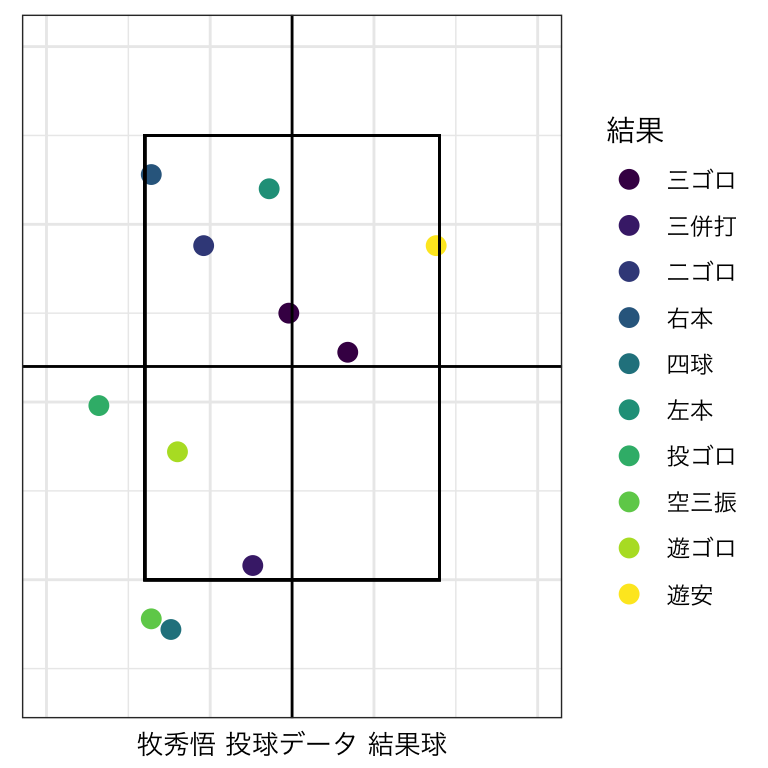 結果
三ゴロ
三併打
二ゴロ
右本
四球
左本
投ゴロ
空三振
遊ゴロ
遊安
牧秀悟 投球データ 結果球